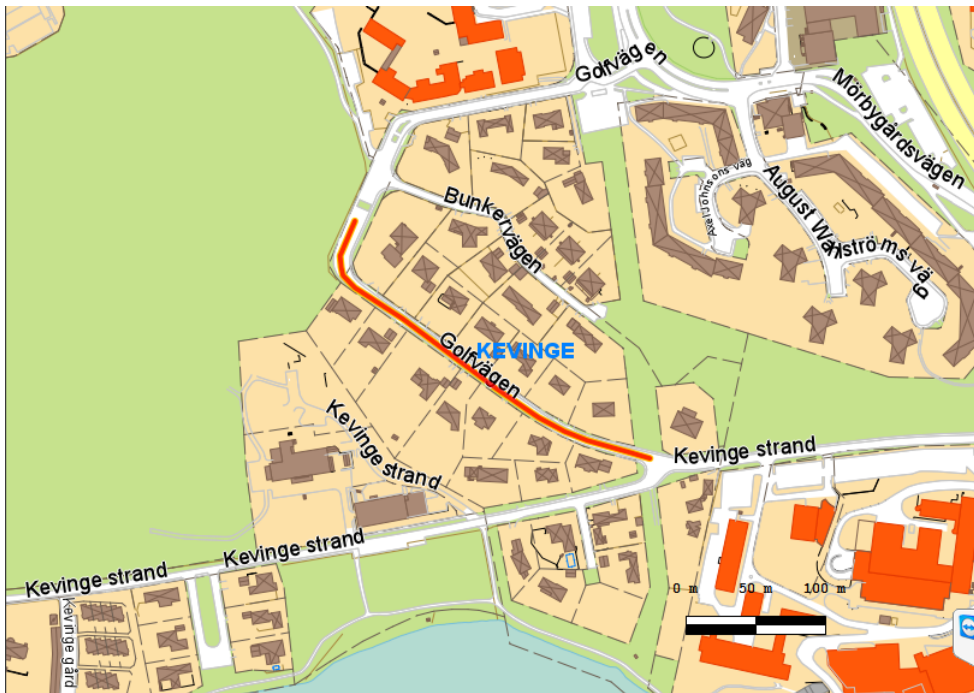 Golfvägen
Mörbygårdsvägen
Axel Johnsons väg
August Wahlströms väg
Bunkervägen
Golfvägen
KEVINGE
Kevinge strand
Kevinge strand
Kevinge strand
Kevinge strand
Kevinge gård
0 m 50 m 100 m